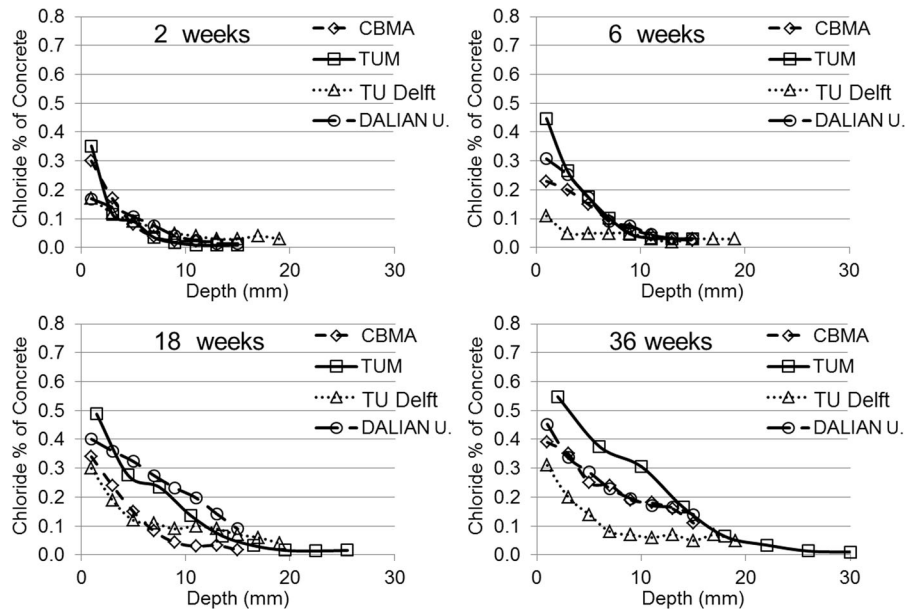 2 weeks
Chloride % of Concrete
0.8
0.7
0.6
0.5
0.4
0.3
0.2
0.1
0.0
0 10 20 30
Depth (mm)
CBMA
TUM
TU Delft
DALIAN U.
6 weeks
Chloride % of Concrete
0.8
0.7
0.6
0.5
0.4
0.3
0.2
0.1
0.0
0 10 20 30
Depth (mm)
CBMA
TUM
TU Delft
DALIAN U.
18 weeks
Chloride % of Concrete
0.8
0.7
0.6
0.5
0.4
0.3
0.2
0.1
0.0
0 10 20 30
Depth (mm)
CBMA
TUM
TU Delft
DALIAN U.
36 weeks
Chloride % of Concrete
0.8
0.7
0.6
0.5
0.4
0.3
0.2
0.1
0.0
0 10 20 30
Depth (mm)
CBMA
TUM
TU Delft
DALIAN U.